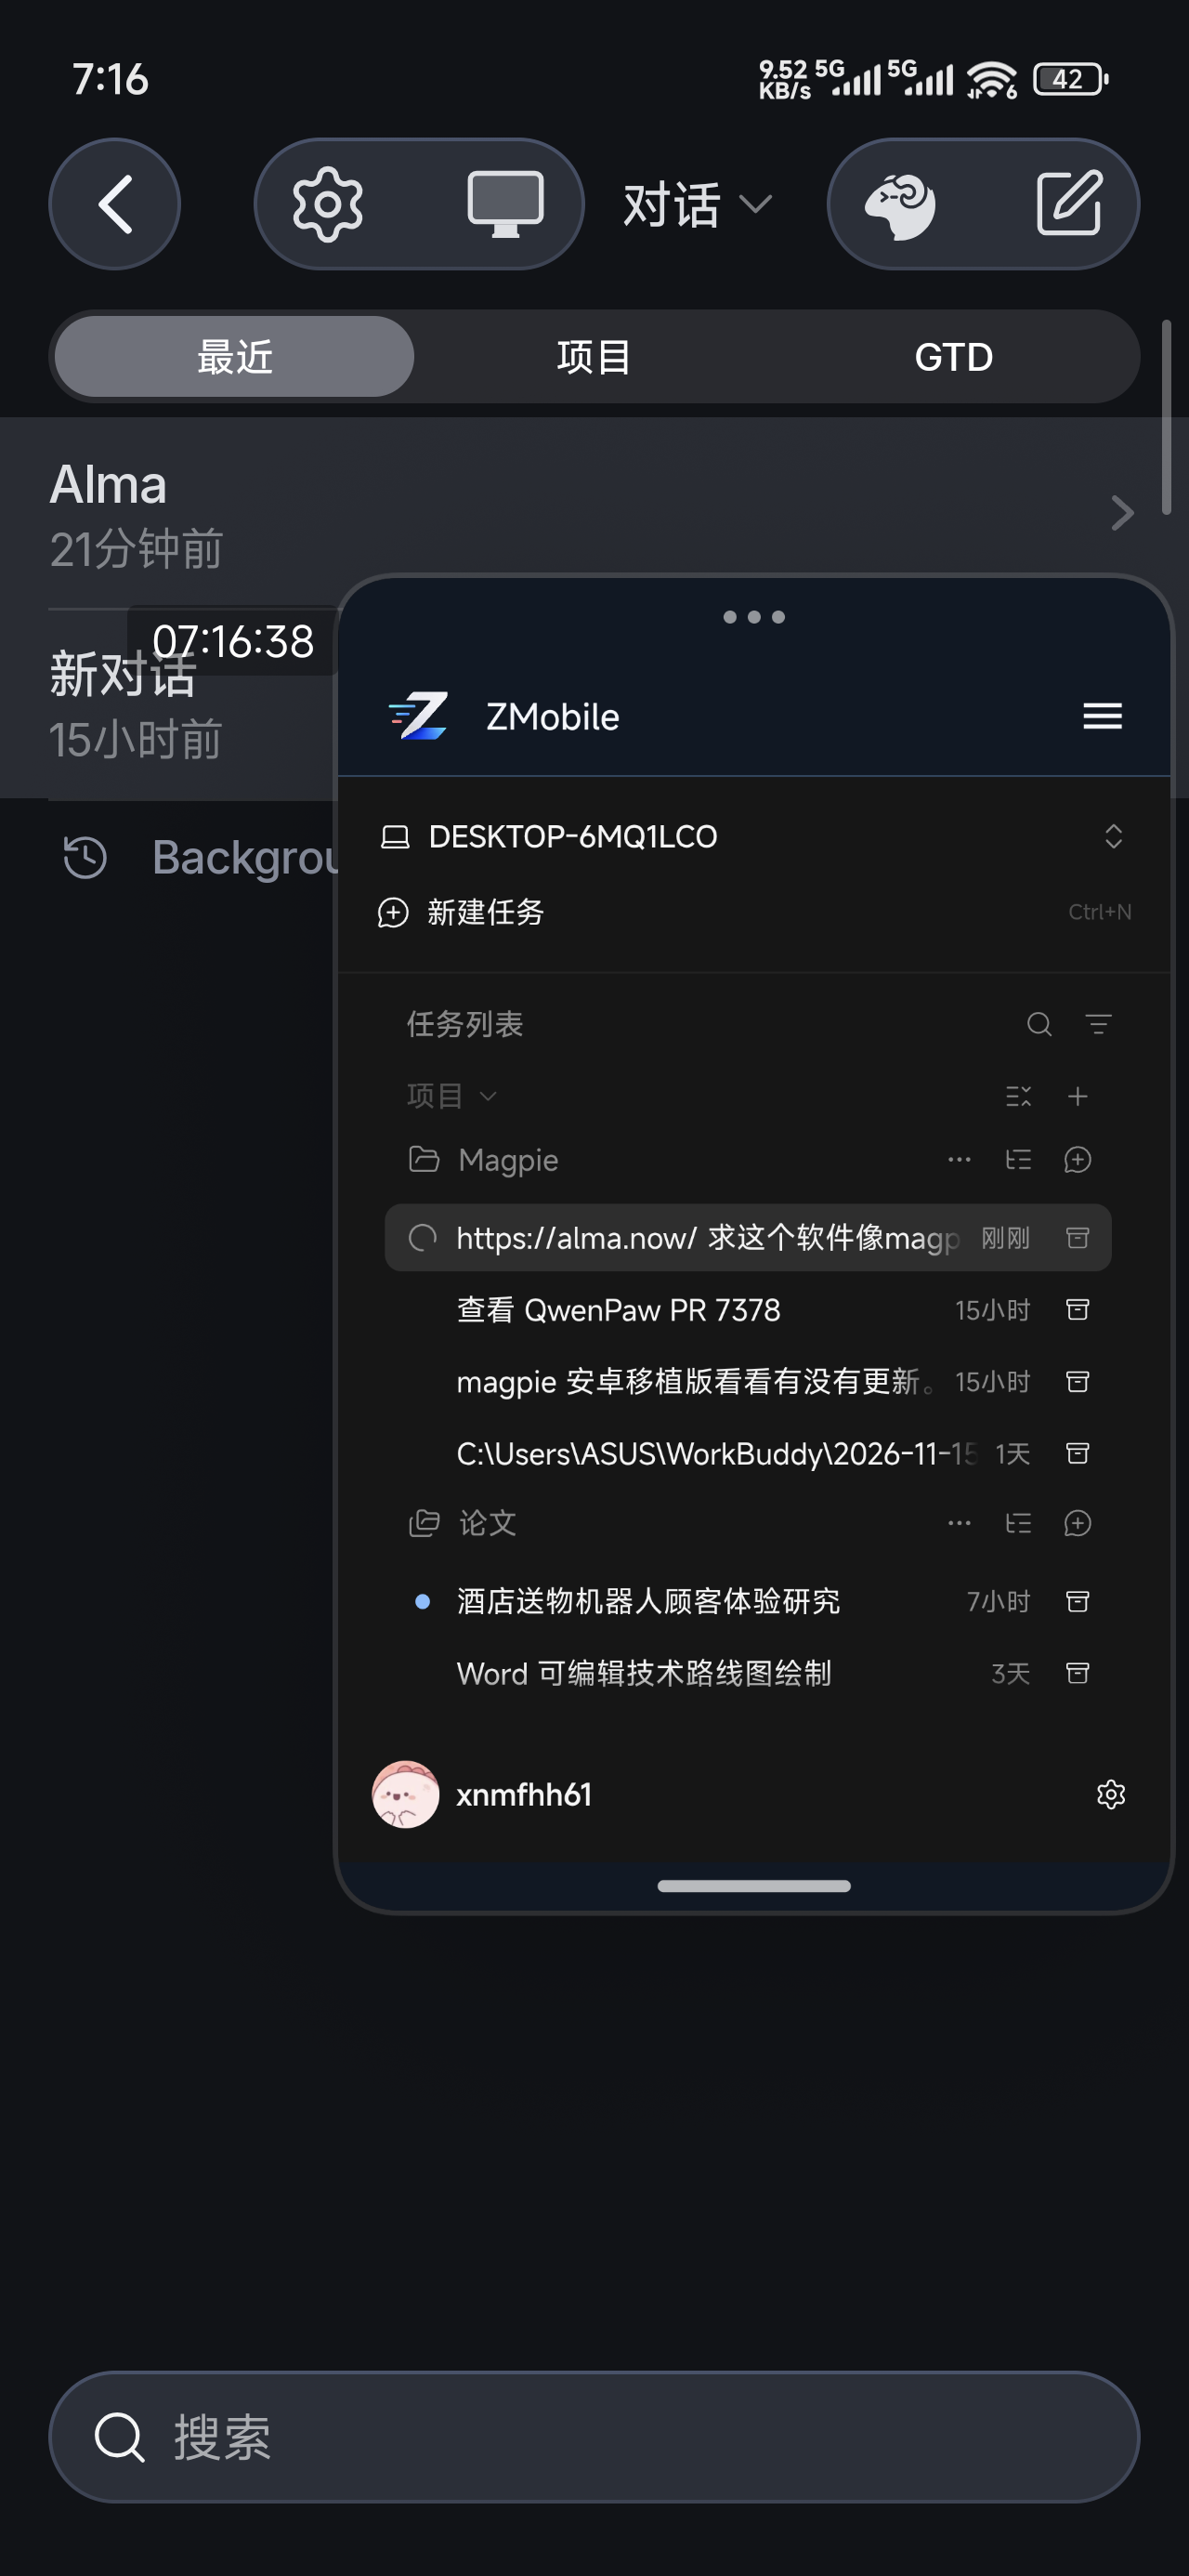 7:16
9.52 KB/s 5G 5G 6 42
对话
最近 项目 GTD
Alma
21分钟前
07:16:38
新对话
15小时前
Backgrou
ZMobile
DESKTOP-6MQ1LCO
新建任务 Ctrl+N
任务列表
项目
Magpie
https://alma.now/ 求这个软件像magp 刚刚
查看 QwenPaw PR 7378 15小时
magpie 安卓移植版看看有没有更新。 15小时
C:\Users\ASUS\WorkBuddy\2026-11-15 1天
论文
酒店送物机器人顾客体验研究 7小时
Word 可编辑技术路线图绘制 3天
xnmfhh61
搜索